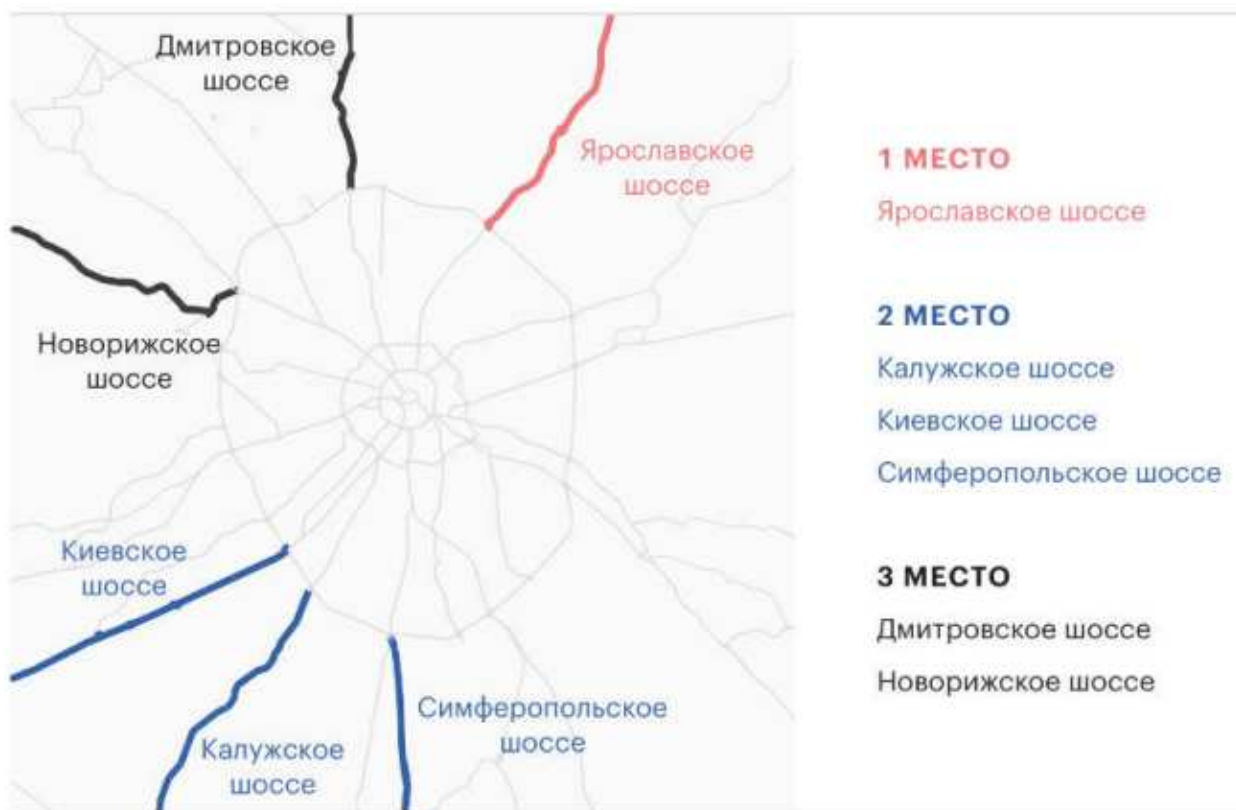 Дмитровское
шоссе
Ярославское
шоссе
Новорижское
шоссе
Киевское
шоссе
Калужское
шоссе
Симферопольское
шоссе
1 МЕСТО
Ярославское шоссе
2 МЕСТО
Калужское шоссе
Киевское шоссе
Симферопольское шоссе
3 МЕСТО
Дмитровское шоссе
Новорижское шоссе